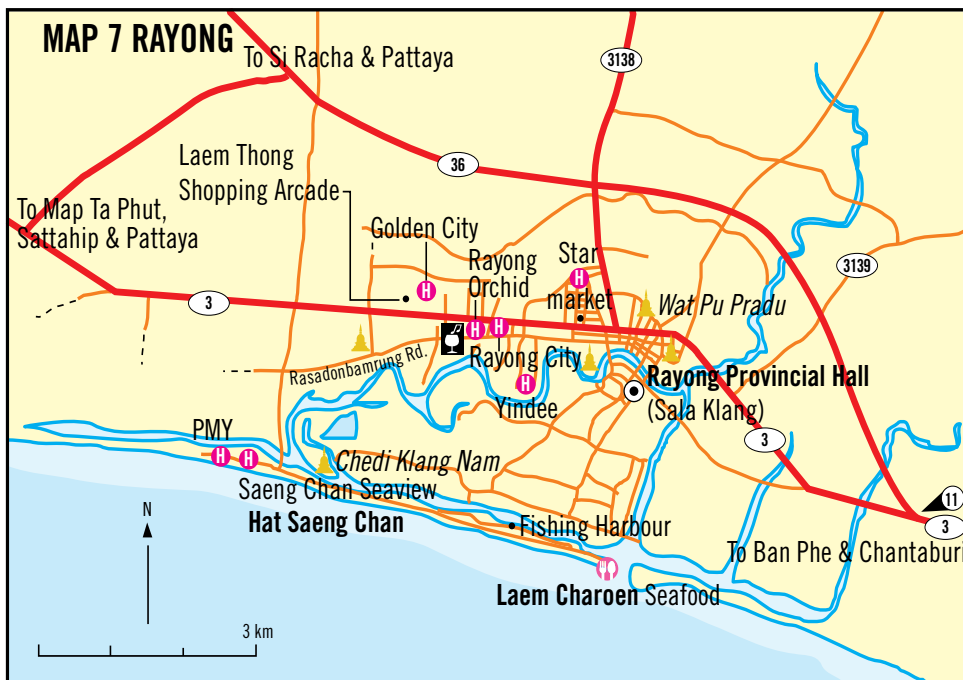 MAP 7 RAYONG
To Si Racha & Pattaya
3138
Laem Thong
Shopping Arcade
36
To Map Ta Phut,
Sattahip & Pattaya
Golden City
H
Rayong
Orchid
Star
H
market
3139
Wat Pu Pradu
3
H
H
Rasadonbamrung Rd.
Rayong City
H
Yindee
Rayong Provincial Hall
(Sala Klang)
3
PMY
H
H
Chedi Klang Nam
Saeng Chan Seaview
Hat Saeng Chan
N
Fishing Harbour
11
3
To Ban Phe & Chantaburi
Laem Charoen Seafood
3 km